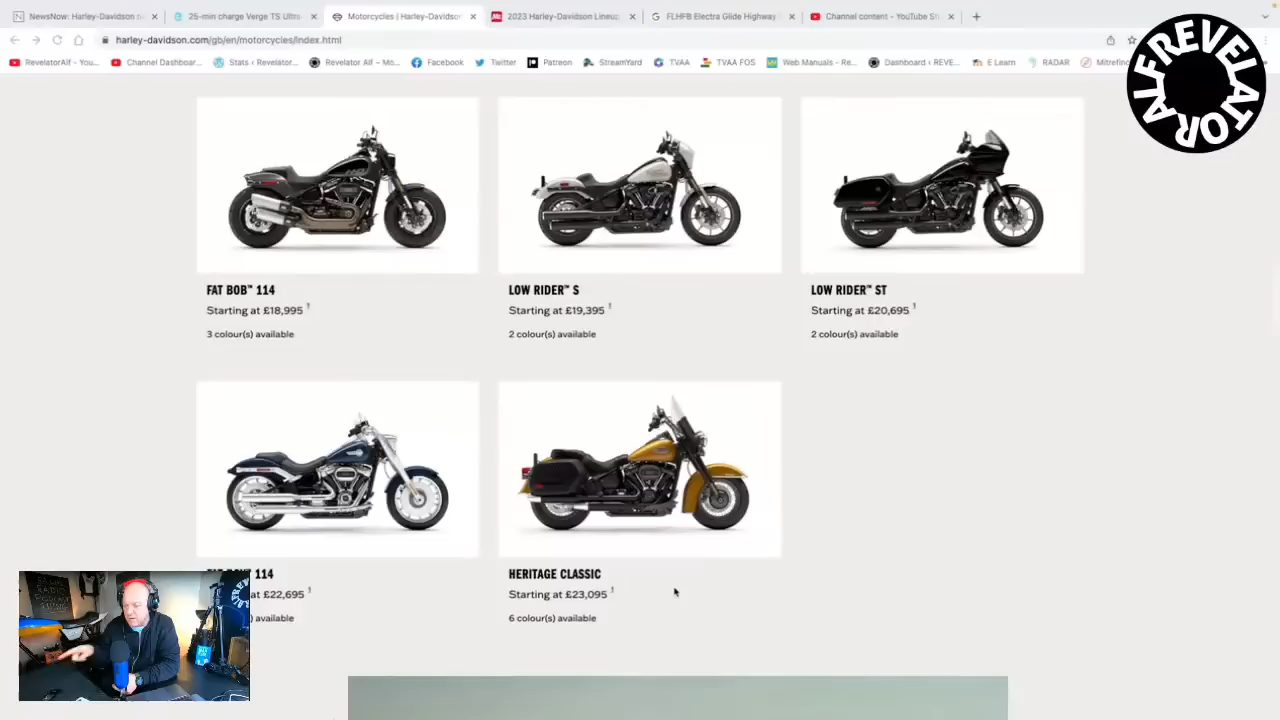 NewsNow: Harley-Davidson n
25-min charge Verge TS Ultra
Motorcycles | Harley-Davidson
2023 Harley-Davidson Lineup
FLHFB Electra Glide Highway
Channel content - YouTube St
harley-davidson.com/gb/en/motorcycles/index.html
RevelatorAlf - You...
Channel Dashboar...
Stats ‹ Revelator...
Revelator Alf – Mo...
Facebook
Twitter
Patreon
StreamYard
TVAA
TVAA FOS
Web Manuals - Re...
Dashboard ‹ REVE...
E Learn
RADAR
Mitrefinc
REVELATOR ALF
FAT BOB™ 114
Starting at £18,995 †
3 colour(s) available
LOW RIDER™ S
Starting at £19,395 †
2 colour(s) available
LOW RIDER™ ST
Starting at £20,695 †
2 colour(s) available
114
at £22,695 †
available
HERITAGE CLASSIC
Starting at £23,095 †
6 colour(s) available